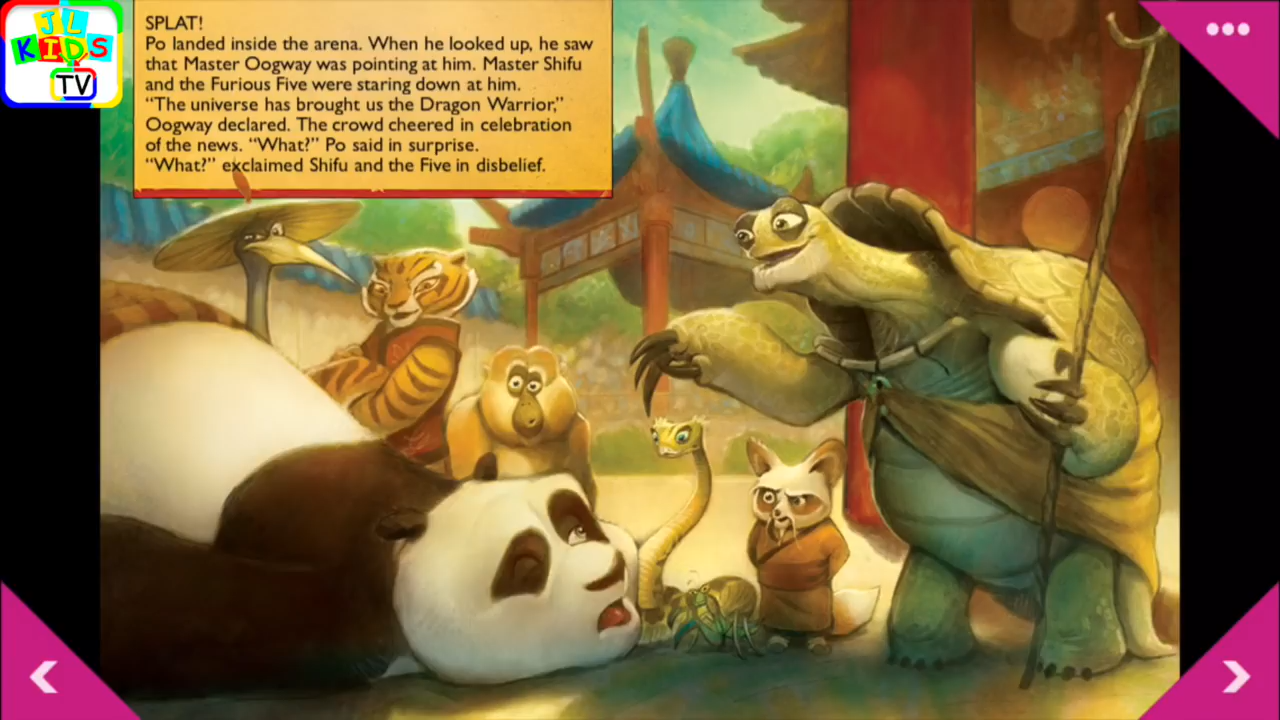 JL
KIDS
TV
SPLAT!
Po landed inside the arena. When he looked up, he saw
that Master Oogway was pointing at him. Master Shifu
and the Furious Five were staring down at him.
“The universe has brought us the Dragon Warrior,”
Oogway declared. The crowd cheered in celebration
of the news. “What?” Po said in surprise.
“What?” exclaimed Shifu and the Five in disbelief.